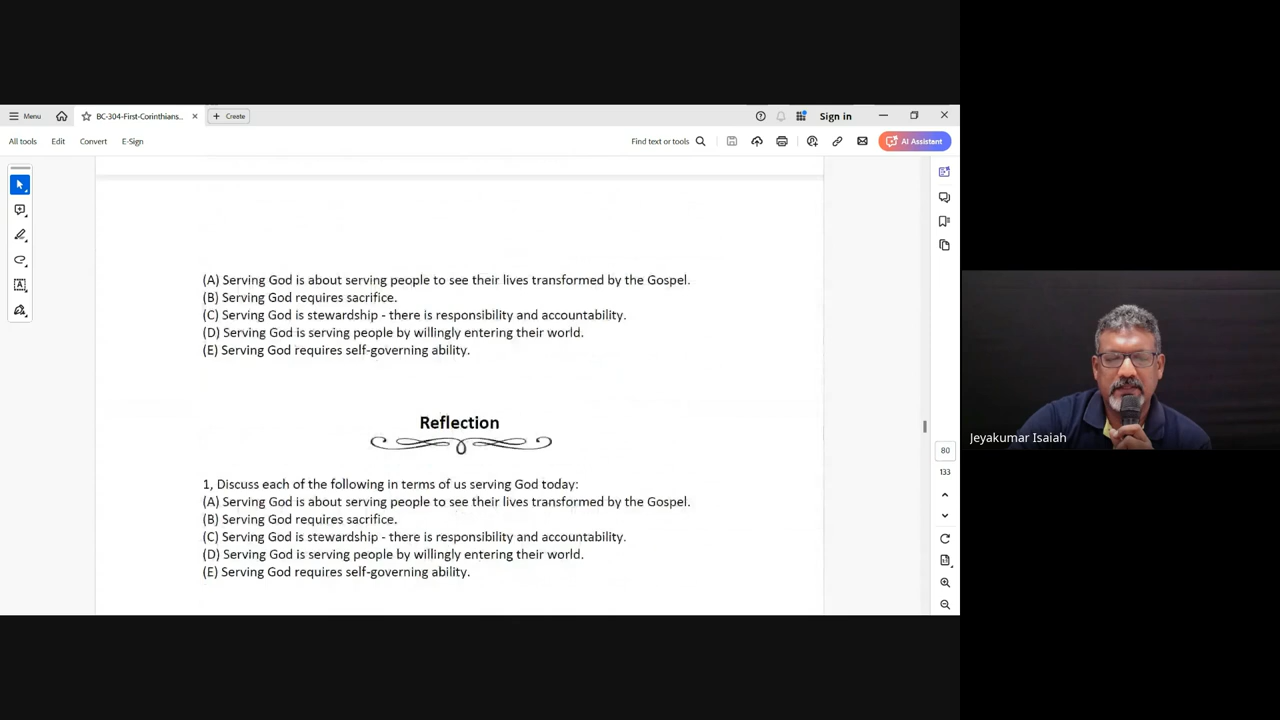 Menu
BC-304-First-Corinthians..
Create
Sign in
All tools
Edit
Convert
E-Sign
Find text or tools
AI Assistant
(A) Serving God is about serving people to see their lives transformed by the Gospel.
(B) Serving God requires sacrifice.
(C) Serving God is stewardship - there is responsibility and accountability.
(D) Serving God is serving people by willingly entering their world.
(E) Serving God requires self-governing ability.
Reflection
1, Discuss each of the following in terms of us serving God today:
(A) Serving God is about serving people to see their lives transformed by the Gospel.
(B) Serving God requires sacrifice.
(C) Serving God is stewardship - there is responsibility and accountability.
(D) Serving God is serving people by willingly entering their world.
(E) Serving God requires self-governing ability.
80
133
Jeyakumar Isaiah